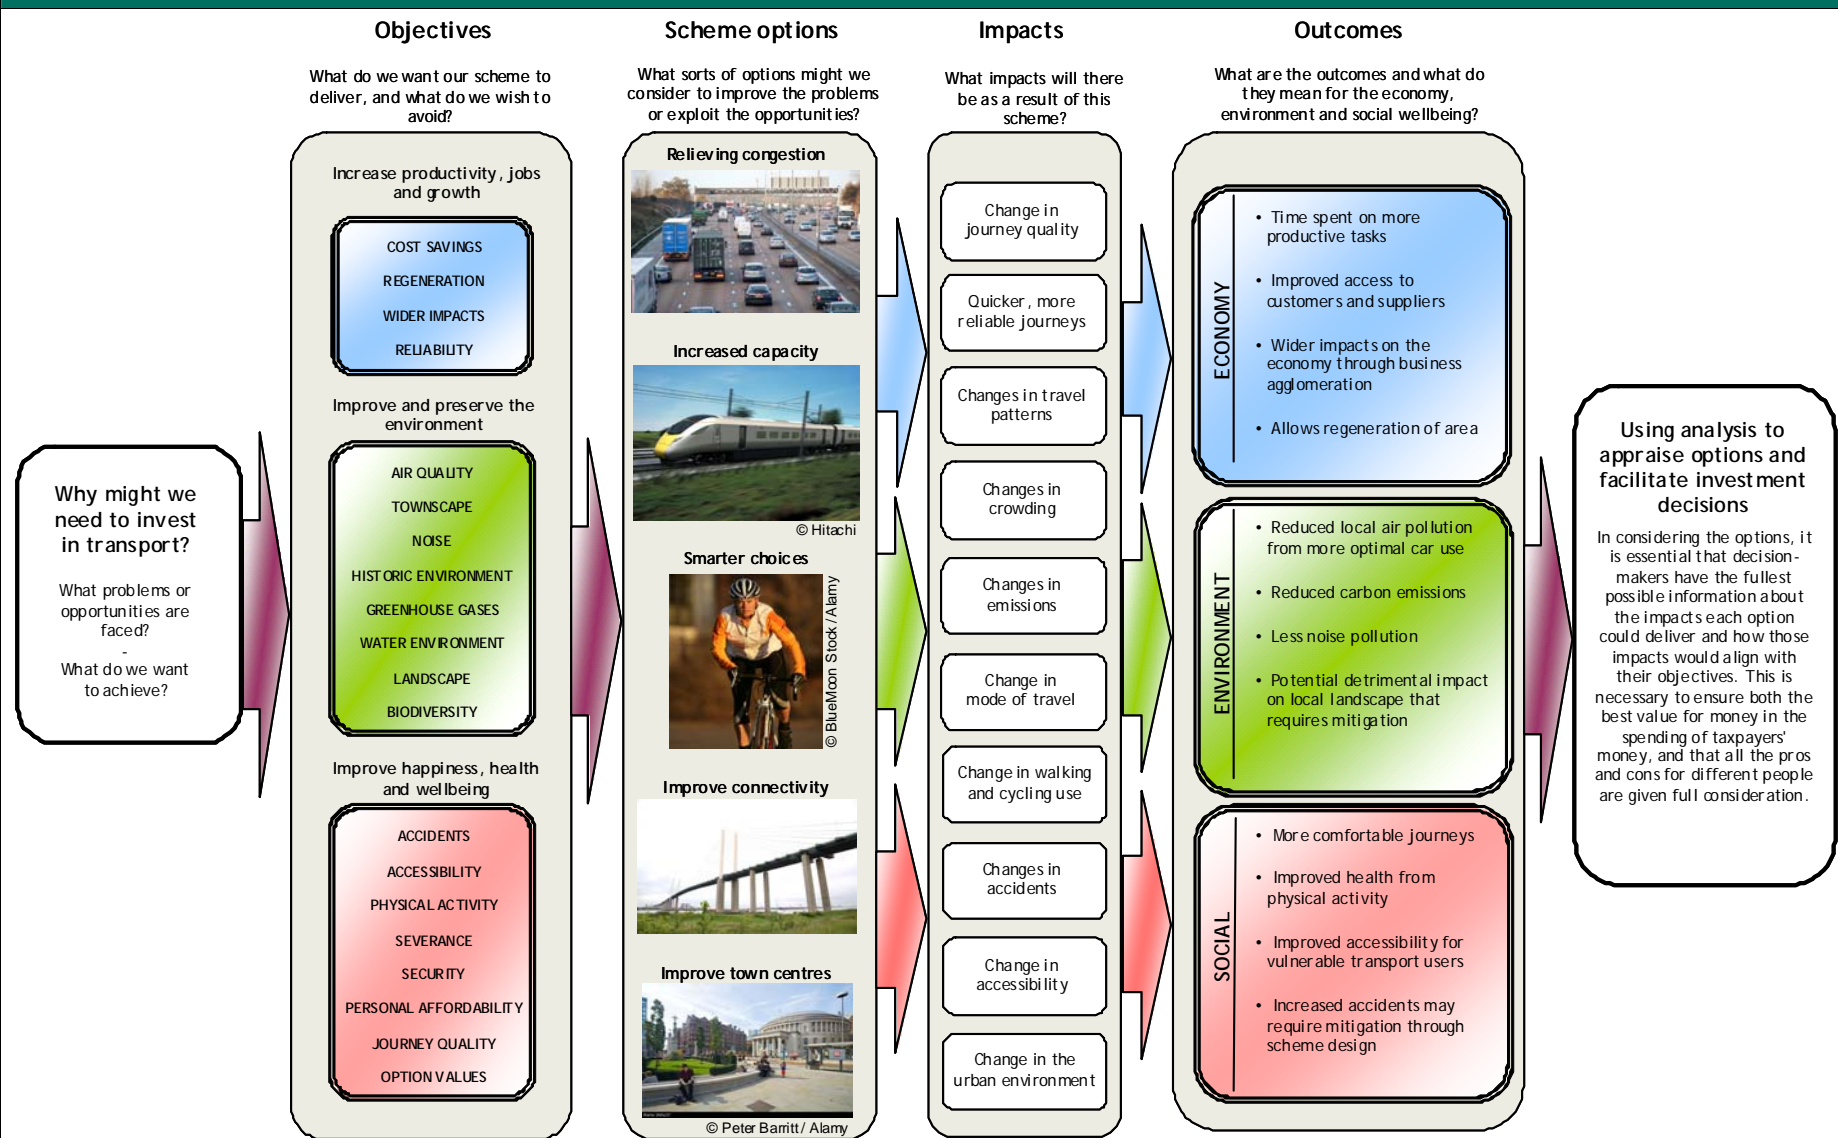 Objectives
Scheme options
Impacts
Outcomes
What do we want our scheme to
deliver, and what do we wish to
avoid?
What sorts of options might we
consider to improve the problems
or exploit the opportunities?
What impacts will there
be as a result of this
scheme?
What are the outcomes and what do
they mean for the economy,
environment and social wellbeing?
Why might we
need to invest
in transport?
What problems or
opportunities are
faced?
-
What do we want
to achieve?
Increase productivity, jobs
and growth
COST SAVINGS
REGENERATION
WIDER IMPACTS
RELIABILITY
Improve and preserve the
environment
AIR QUALITY
TOWNSCAPE
NOISE
HISTORIC ENVIRONMENT
GREENHOUSE GASES
WATER ENVIRONMENT
LANDSCAPE
BIODIVERSITY
Improve happiness, health
and wellbeing
ACCIDENTS
ACCESSIBILITY
PHYSICAL ACTIVITY
SEVERANCE
SECURITY
PERSONAL AFFORDABILITY
JOURNEY QUALITY
OPTION VALUES
Relieving congestion
Increased capacity
© Hitachi
Smarter choices
© BlueMoon Stock / Alamy
Improve connectivity
Improve town centres
© Peter Barritt / Alamy
Change in
journey quality
Quicker, more
reliable journeys
Changes in travel
patterns
Changes in
crowding
Changes in
emissions
Change in
mode of travel
Change in walking
and cycling use
Changes in
accidents
Change in
accessibility
Change in the
urban environment
ECONOMY
• Time spent on more
productive tasks
• Improved access to
customers and suppliers
• Wider impacts on the
economy through business
agglomeration
• Allows regeneration of area
ENVIRONMENT
• Reduced local air pollution
from more optimal car use
• Reduced carbon emissions
• Less noise pollution
• Potential detrimental impact
on local landscape that
requires mitigation
SOCIAL
• More comfortable journeys
• Improved health from
physical activity
• Improved accessibility for
vulnerable transport users
• Increased accidents may
require mitigation through
scheme design
Using analysis to
appraise options and
facilitate investment
decisions
In considering the options, it
is essential that decision-
makers have the fullest
possible information about
the impacts each option
could deliver and how those
impacts would align with
their objectives. This is
necessary to ensure both the
best value for money in the
spending of taxpayers'
money, and that all the pros
and cons for different people
are given full consideration.